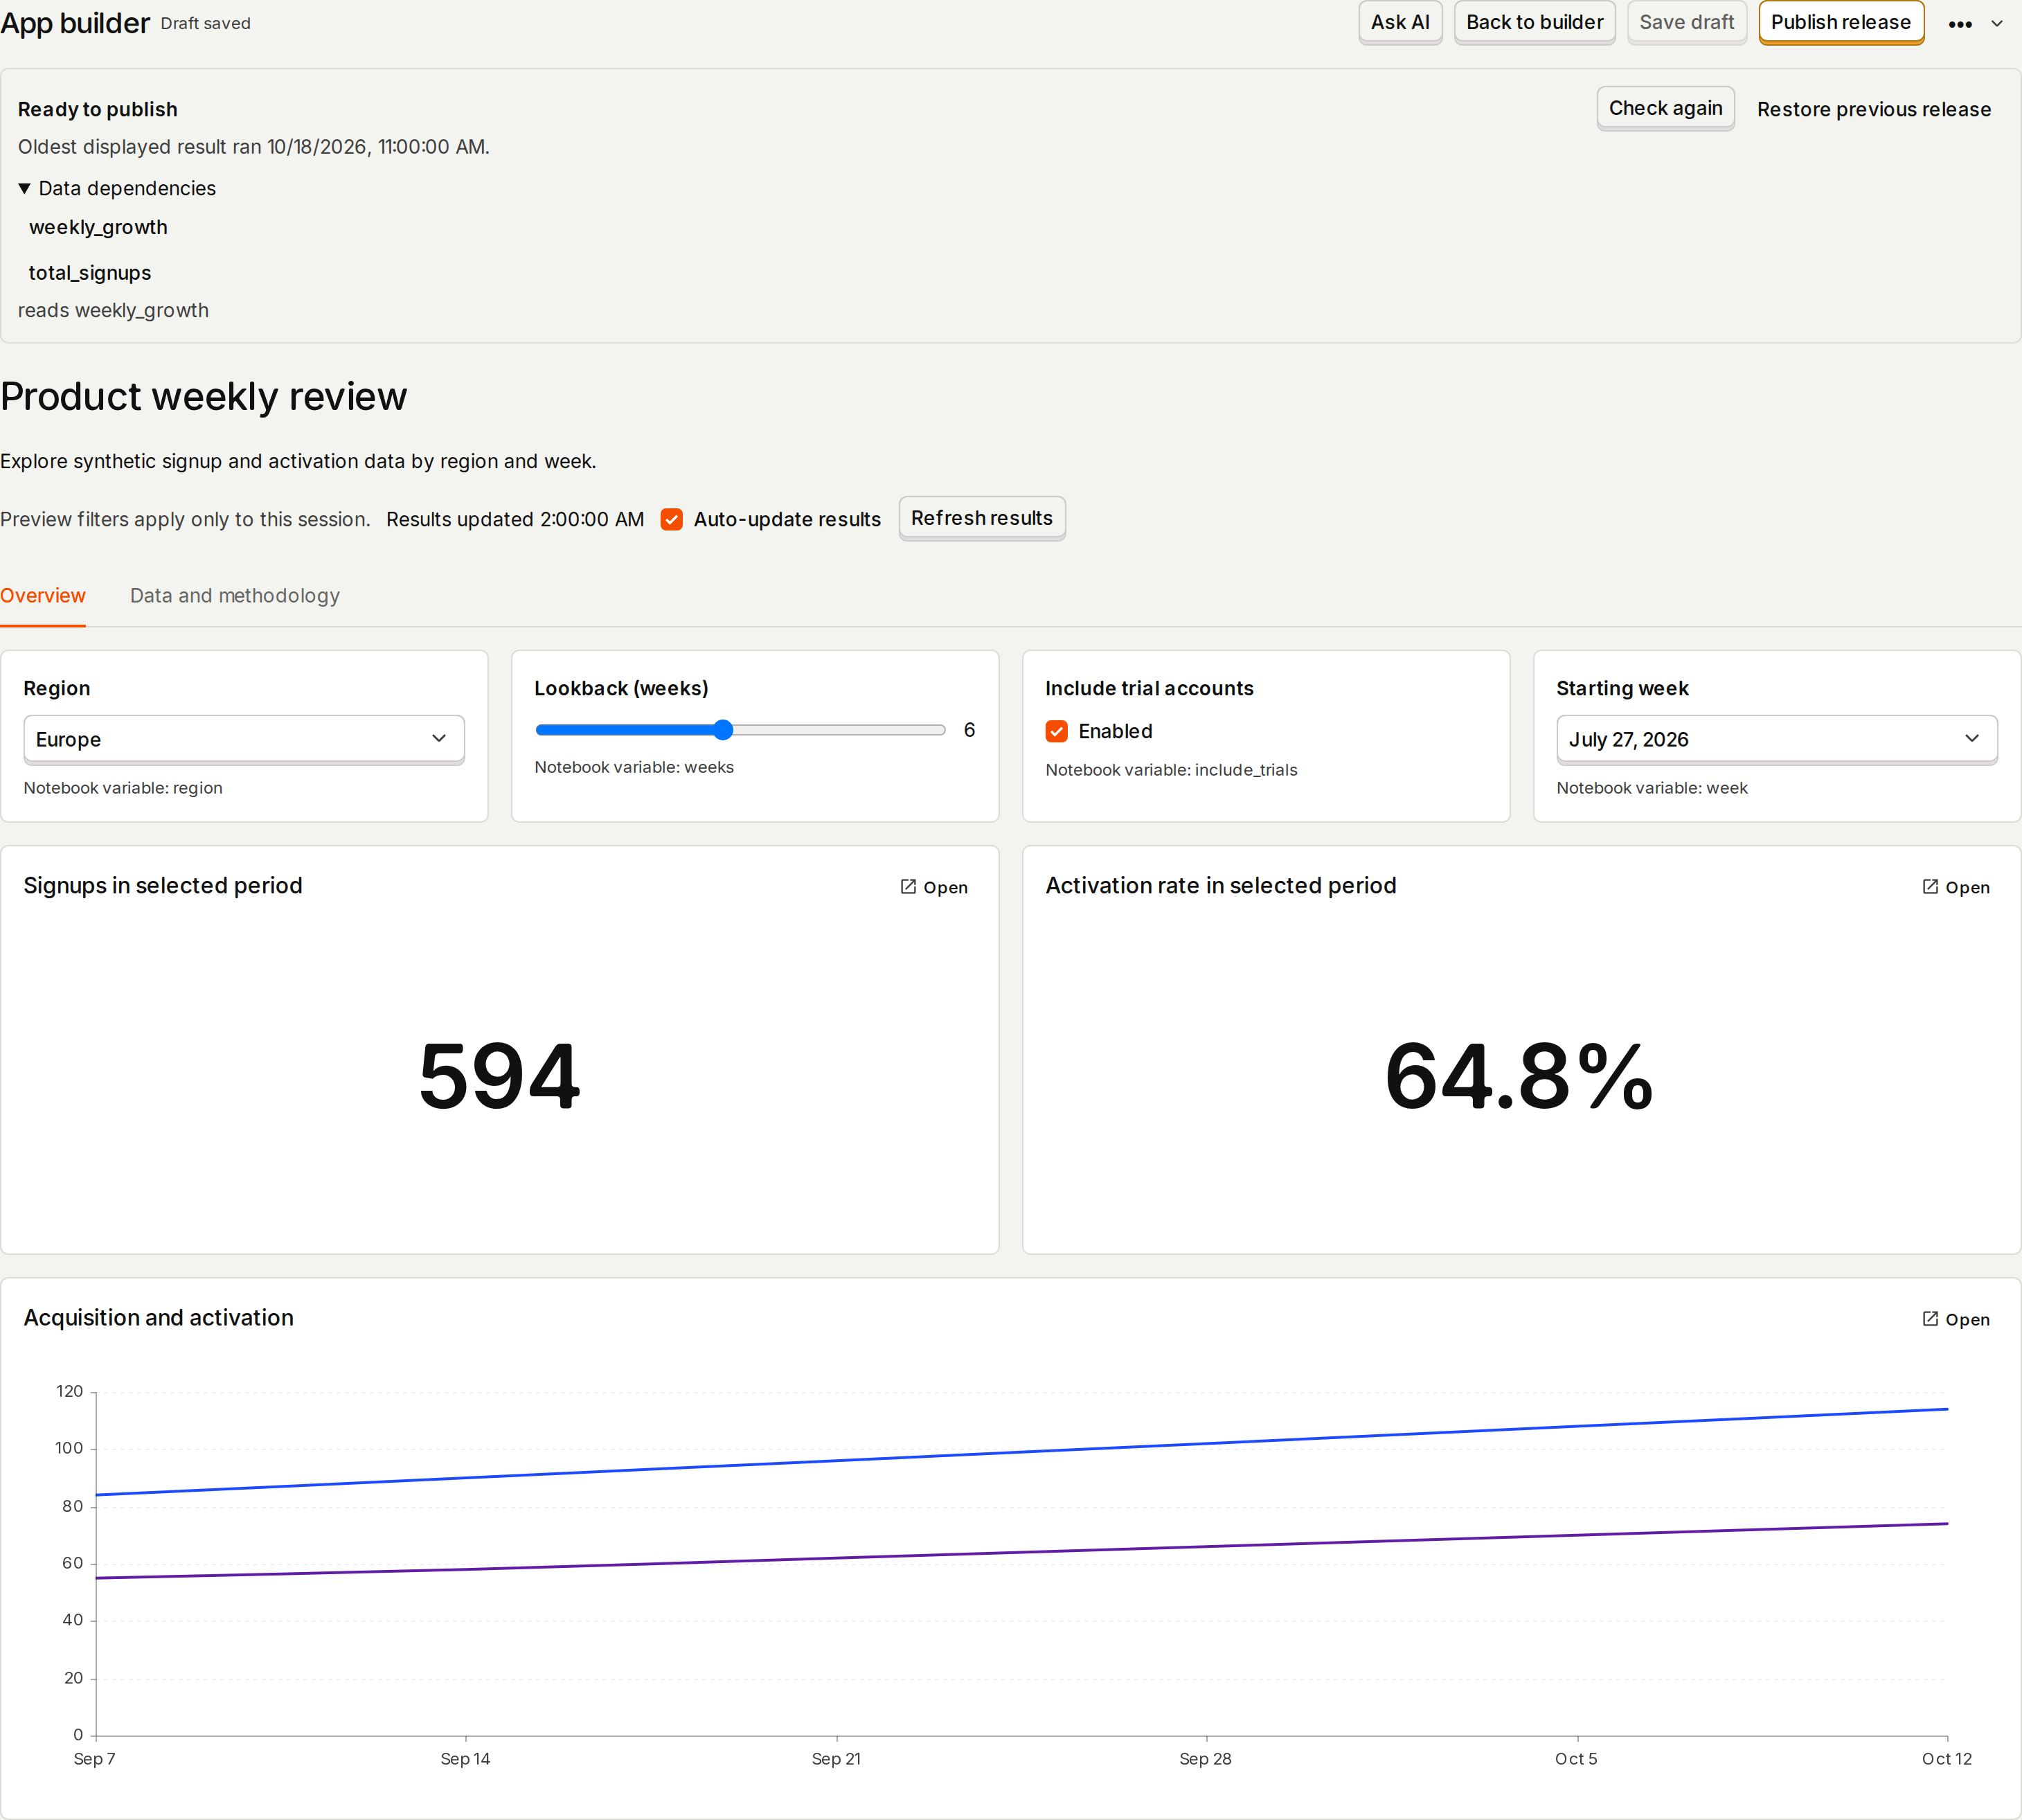 App builder Draft saved Ask AI Back to builder Save draft Publish release
Ready to publish Check again Restore previous release
Oldest displayed result ran 10/18/2026, 11:00:00 AM.
Data dependencies
weekly_growth
total_signups
reads weekly_growth
Product weekly review
Explore synthetic signup and activation data by region and week.
Preview filters apply only to this session. Results updated 2:00:00 AM Auto-update results Refresh results
Overview Data and methodology
Region
Europe
Notebook variable: region
Lookback (weeks)
6
Notebook variable: weeks
Include trial accounts
Enabled
Notebook variable: include_trials
Starting week
July 27, 2026
Notebook variable: week
Signups in selected period Open
594
Activation rate in selected period Open
64.8%
Acquisition and activation Open
120
100
80
60
40
20
0
Sep 7 Sep 14 Sep 21 Sep 28 Oct 5 Oct 12